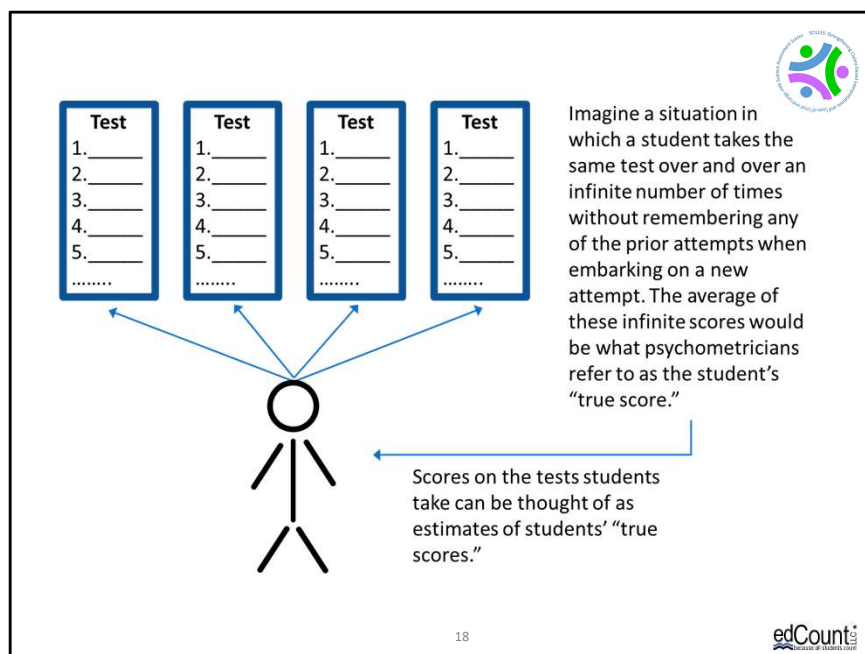 Test
1.______
2.______
3.______
4.______
5.______
........
Test
1.______
2.______
3.______
4.______
5.______
........
Test
1.______
2.______
3.______
4.______
5.______
........
Test
1.______
2.______
3.______
4.______
5.______
........
Imagine a situation in
which a student takes the
same test over and over an
infinite number of times
without remembering any
of the prior attempts when
embarking on a new
attempt. The average of
these infinite scores would
be what psychometricians
refer to as the student’s
“true score.”
Scores on the tests students
take can be thought of as
estimates of students’ “true
scores.”
18
edCount LLC
because all students count